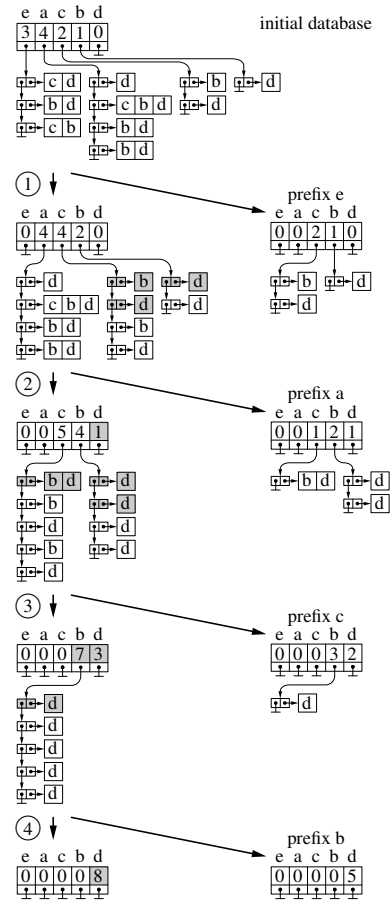 e a c b d
initial database
3 4 2 1 0
c d d b d
b d c b d d
c b b d
b d
1
prefix e
e a c b d e a c b d
0 4 4 2 0 0 0 2 1 0
d b d b d
c b d d d d
b d b
b d d
2
prefix a
e a c b d e a c b d
0 0 5 4 1 0 0 1 2 1
b d d b d d
b d d
d d
b d
d
3
prefix c
e a c b d e a c b d
0 0 0 7 3 0 0 0 3 2
d d
d
d
d
d
4
prefix b
e a c b d e a c b d
0 0 0 0 8 0 0 0 0 5